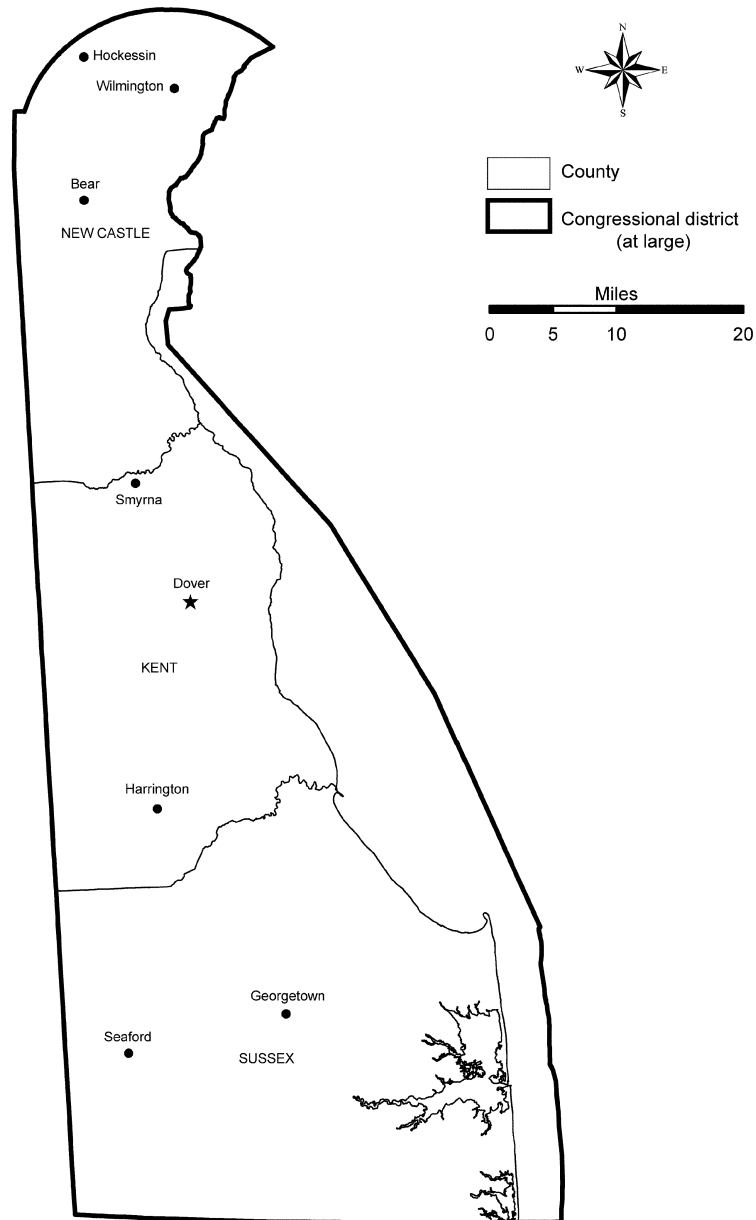 Hockessin
N
W E
S
Wilmington
County
Bear
Congressional district
(at large)
NEW CASTLE
Miles
0 5 10 20
Smyrna
Dover
KENT
Harrington
Georgetown
Seaford
SUSSEX